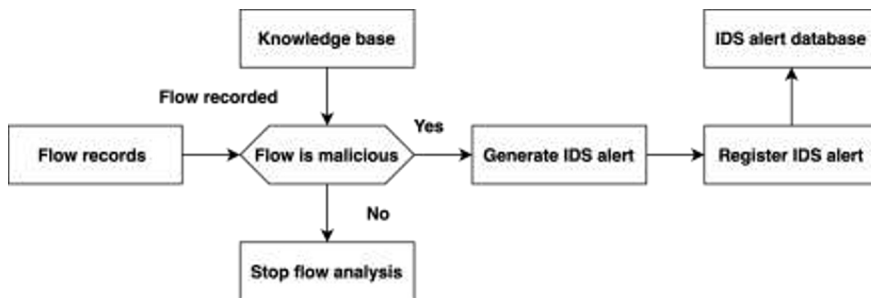 Knowledge base
IDS alert database
Flow recorded
Yes
Flow records
Flow is malicious
Generate IDS alert
Register IDS alert
No
Stop flow analysis